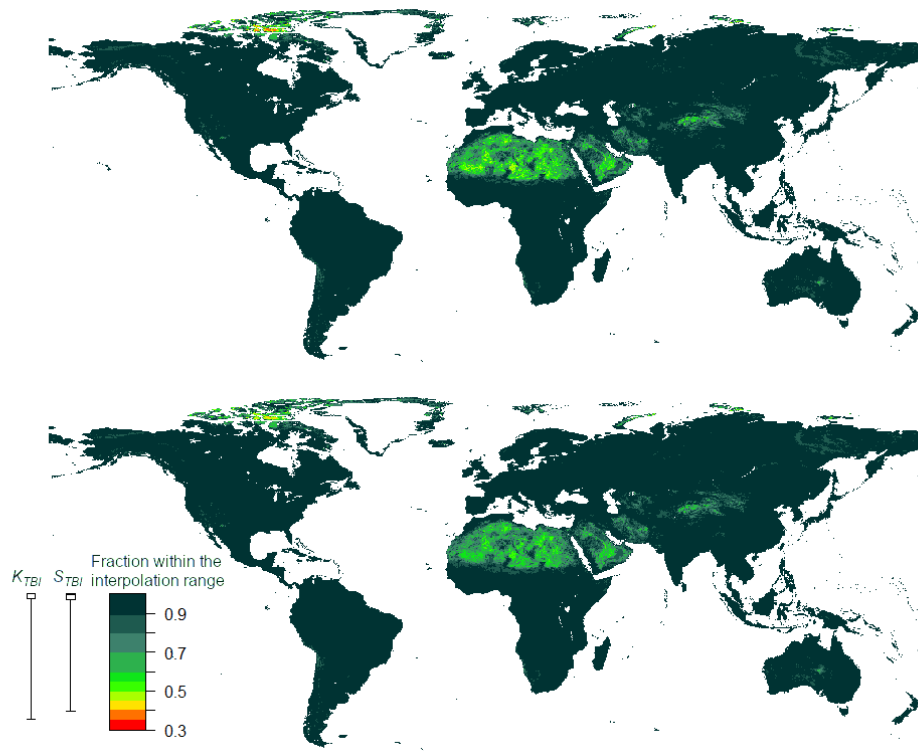 Fraction within the
K_TBI S_TBI interpolation range
0.9
0.7
0.5
0.3